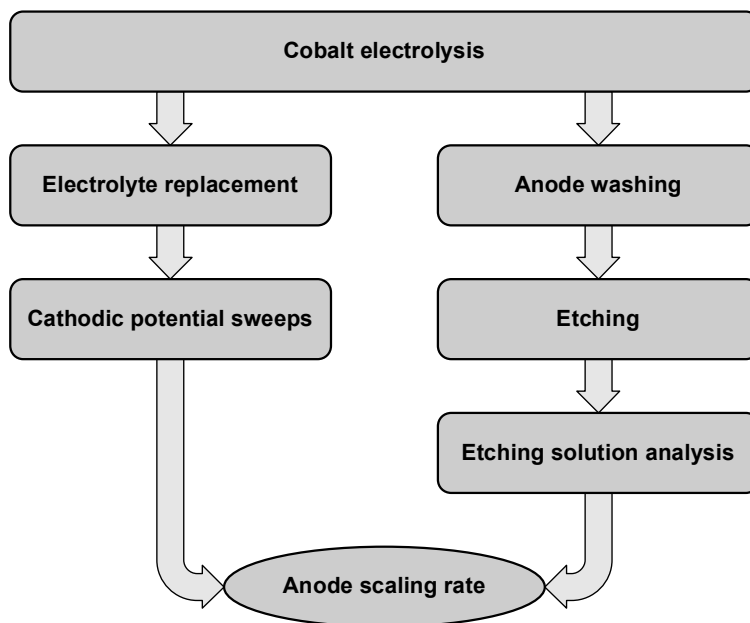 Cobalt electrolysis
Electrolyte replacement
Anode washing
Cathodic potential sweeps
Etching
Etching solution analysis
Anode scaling rate